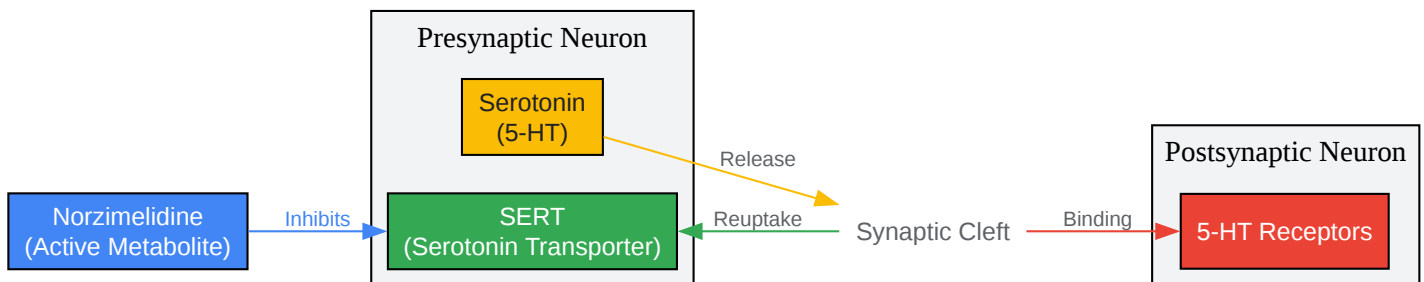 Presynaptic Neuron
Serotonin
(5-HT)
Release
Postsynaptic Neuron
Norzimelidine
(Active Metabolite)
Inhibits
SERT
(Serotonin Transporter)
Reuptake
Synaptic Cleft
Binding
5-HT Receptors